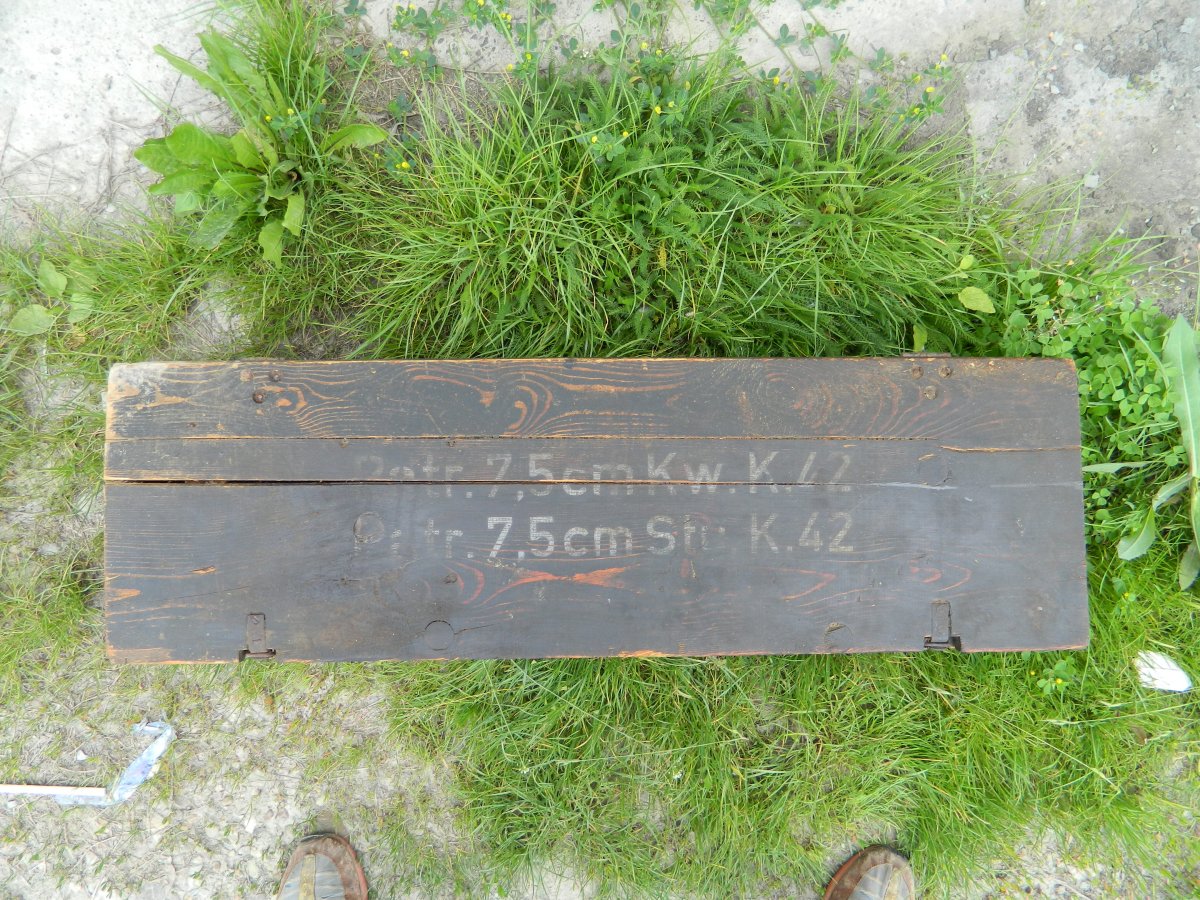 Patr. 7,5cm Kw. K.42
Patr. 7,5cm Stu. K.42